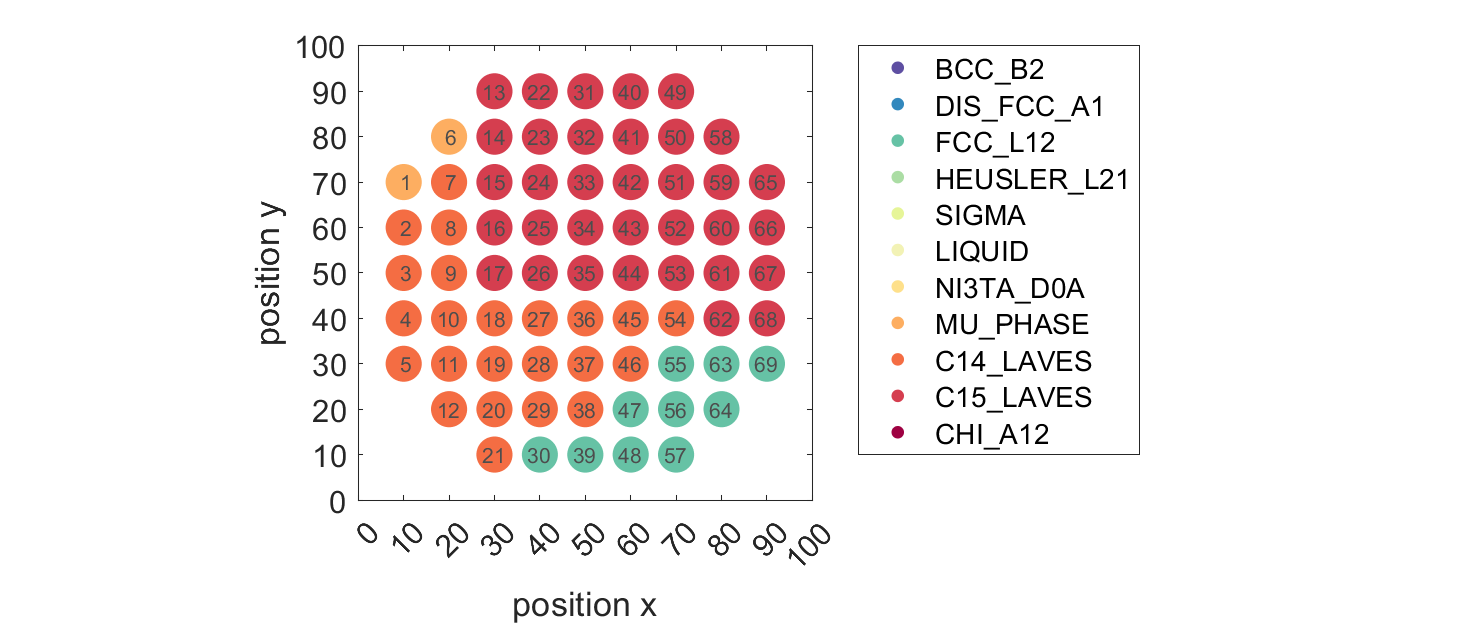 100
90 13 22 31 40 49
80 6 14 23 32 41 50 58
70 1 7 15 24 33 42 51 59 65
60 2 8 16 25 34 43 52 60 66
50 3 9 17 26 35 44 53 61 67
40 4 10 18 27 36 45 54 62 68
30 5 11 19 28 37 46 55 63 69
20 12 20 29 38 47 56 64
10 21 30 39 48 57
0
0 10 20 30 40 50 60 70 80 90 100
position x
position y
BCC_B2
DIS_FCC_A1
FCC_L12
HEUSLER_L21
SIGMA
LIQUID
NI3TA_D0A
MU_PHASE
C14_LAVES
C15_LAVES
CHI_A12